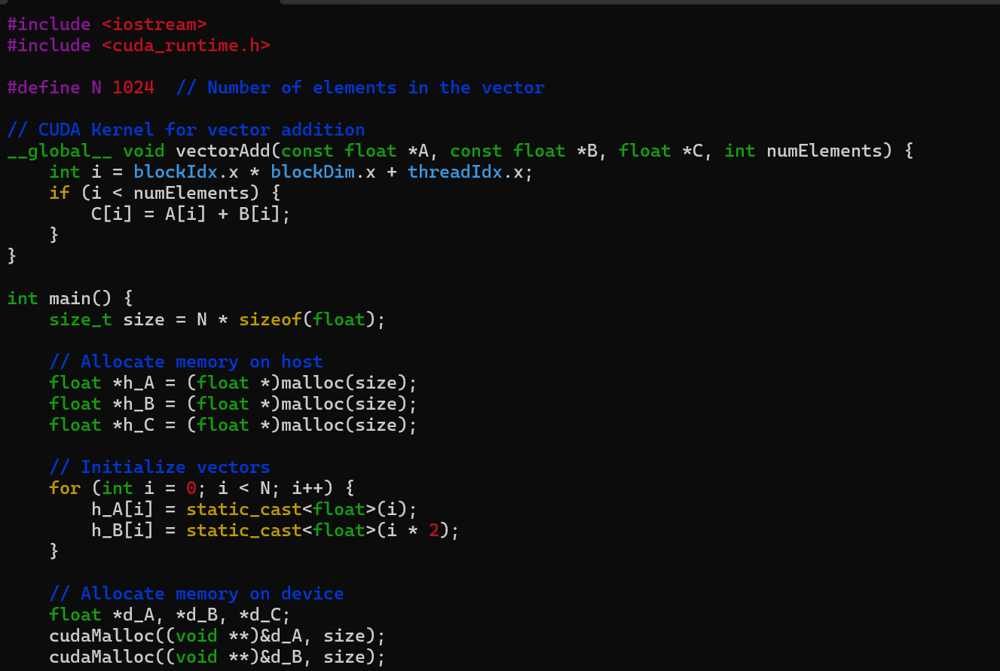 #include <iostream>
#include <cuda_runtime.h>

#define N 1024  // Number of elements in the vector

// CUDA Kernel for vector addition
__global__ void vectorAdd(const float *A, const float *B, float *C, int numElements) {
    int i = blockIdx.x * blockDim.x + threadIdx.x;
    if (i < numElements) {
        C[i] = A[i] + B[i];
    }
}

int main() {
    size_t size = N * sizeof(float);

    // Allocate memory on host
    float *h_A = (float *)malloc(size);
    float *h_B = (float *)malloc(size);
    float *h_C = (float *)malloc(size);

    // Initialize vectors
    for (int i = 0; i < N; i++) {
        h_A[i] = static_cast<float>(i);
        h_B[i] = static_cast<float>(i * 2);
    }

    // Allocate memory on device
    float *d_A, *d_B, *d_C;
    cudaMalloc((void **)&d_A, size);
    cudaMalloc((void **)&d_B, size);